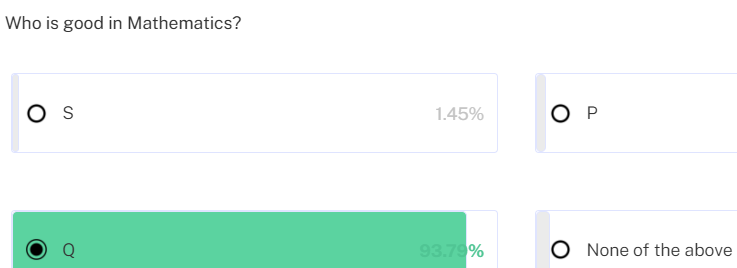 Who is good in Mathematics?
S 1.45% P
Q 93.79% None of the above